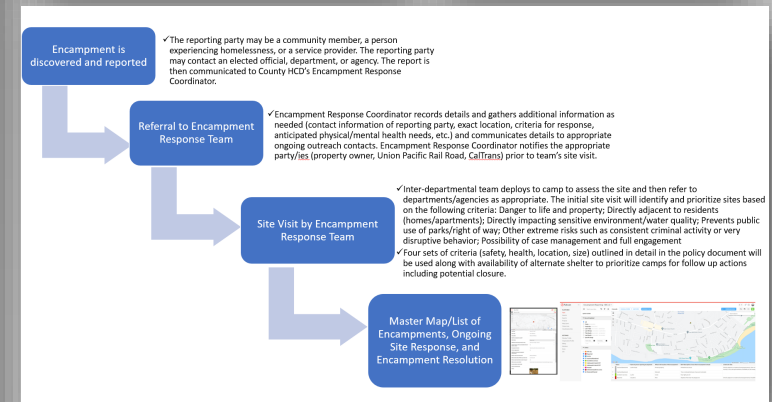 Encampment is
discovered and reported
✓The reporting party may be a community member, a person
experiencing homelessness, or a service provider. The reporting party
may contact an elected official, department, or agency. The report is
then communicated to County HCD's Encampment Response
Coordinator.
Referral to Encampment
Response Team
✓Encampment Response Coordinator records details and gathers additional information as
needed (contact information of reporting party, exact location, criteria for response,
anticipated physical/mental health needs, etc.) and communicates details to appropriate
ongoing outreach contacts. Encampment Response Coordinator notifies the appropriate
party/ies (property owner, Union Pacific Rail Road, CalTrans) prior to team's site visit.
Site Visit by Encampment
Response Team
✓Inter-departmental team deploys to camp to assess the site and then refer to
departments/agencies as appropriate. The initial site visit will identify and prioritize sites based
on the following criteria: Danger to life and property; Directly adjacent to residents
(homes/apartments); Directly impacting sensitive environment/water quality; Prevents public
use of parks/right of way; Other extreme risks such as consistent criminal activity or very
disruptive behavior; Possibility of case management and full engagement
✓Four sets of criteria (safety, health, location, size) outlined in detail in the policy document will
be used along with availability of alternate shelter to prioritize camps for follow up actions
including potential closure.
Master Map/List of
Encampments, Ongoing
Site Response, and
Encampment Resolution